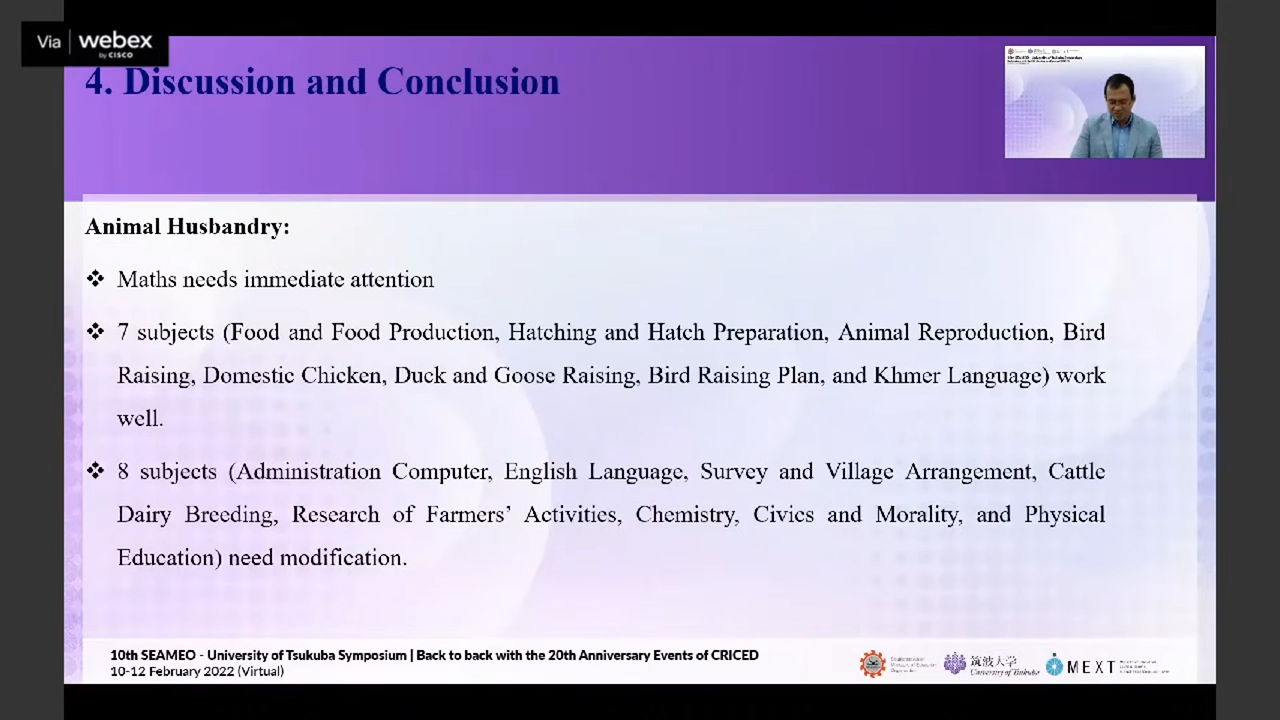 Via webex
by CISCO
4. Discussion and Conclusion
Animal Husbandry:
❖ Maths needs immediate attention
❖ 7 subjects (Food and Food Production, Hatching and Hatch Preparation, Animal Reproduction, Bird
Raising, Domestic Chicken, Duck and Goose Raising, Bird Raising Plan, and Khmer Language) work
well.
❖ 8 subjects (Administration Computer, English Language, Survey and Village Arrangement, Cattle
Dairy Breeding, Research of Farmers’ Activities, Chemistry, Civics and Morality, and Physical
Education) need modification.
10th SEAMEO - University of Tsukuba Symposium | Back to back with the 20th Anniversary Events of CRICED
10-12 February 2022 (Virtual)
筑波大学
University of Tsukuba
MEXT